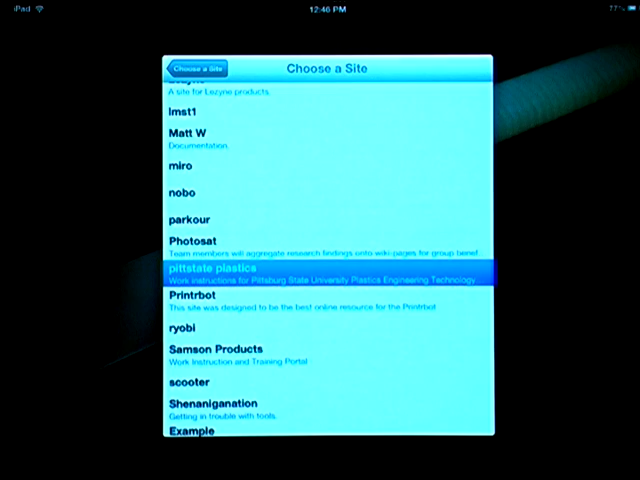 iPad
12:46 PM
77%
Choose a Site
Choose a Site
A site for Lezyne products.
lmst1
Matt W
Documentation.
miro
nobo
parkour
Photosat
Team members will aggregate research findings onto wiki-pages for group benef
pittstate plastics
Work instructions for Pittsburg State University Plastics Engineering Technology
Printrbot
This site was designed to be the best online resource for the Printrbot.
ryobi
Samson Products
Work Instruction and Training Portal
scooter
Shenaniganation
Getting in trouble with tools.
Example